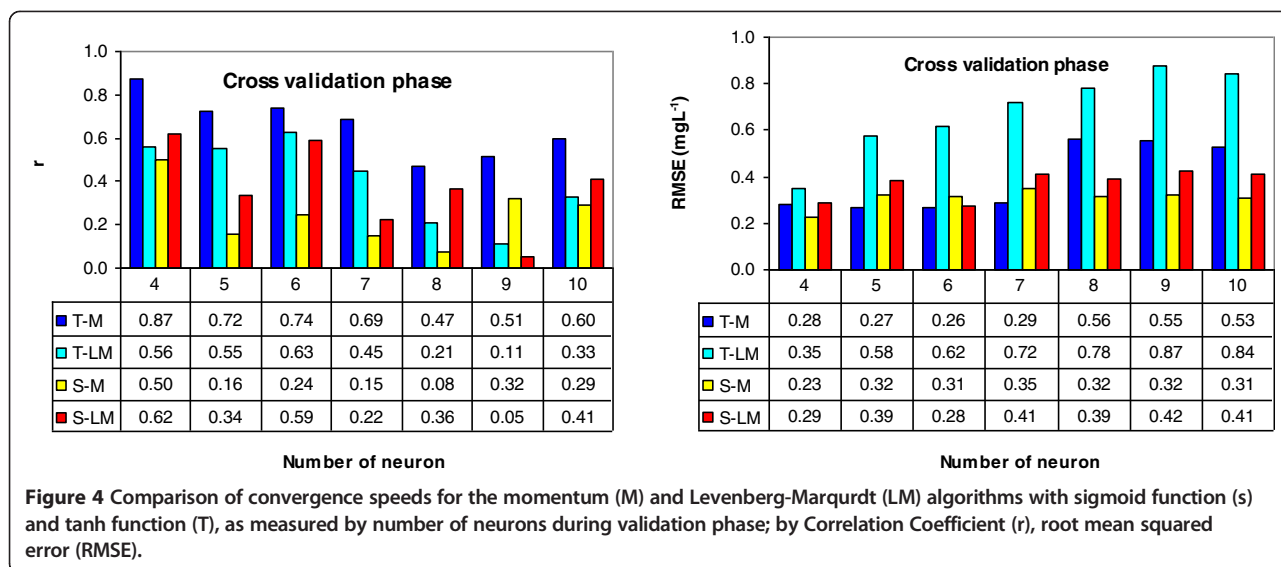 Cross validation phase
r
1.0
0.8
0.6
0.4
0.2
0.0
4 5 6 7 8 9 10
T-M 0.87 0.72 0.74 0.69 0.47 0.51 0.60
T-LM 0.56 0.55 0.63 0.45 0.21 0.11 0.33
S-M 0.50 0.16 0.24 0.15 0.08 0.32 0.29
S-LM 0.62 0.34 0.59 0.22 0.36 0.05 0.41
Number of neuron
Cross validation phase
RMSE (mgL⁻¹)
1.0
0.8
0.6
0.4
0.2
0.0
4 5 6 7 8 9 10
T-M 0.28 0.27 0.26 0.29 0.56 0.55 0.53
T-LM 0.35 0.58 0.62 0.72 0.78 0.87 0.84
S-M 0.23 0.32 0.31 0.35 0.32 0.32 0.31
S-LM 0.29 0.39 0.28 0.41 0.39 0.42 0.41
Number of neuron
Figure 4 Comparison of convergence speeds for the momentum (M) and Levenberg-Marqurdt (LM) algorithms with sigmoid function (s)
and tanh function (T), as measured by number of neurons during validation phase; by Correlation Coefficient (r), root mean squared
error (RMSE).